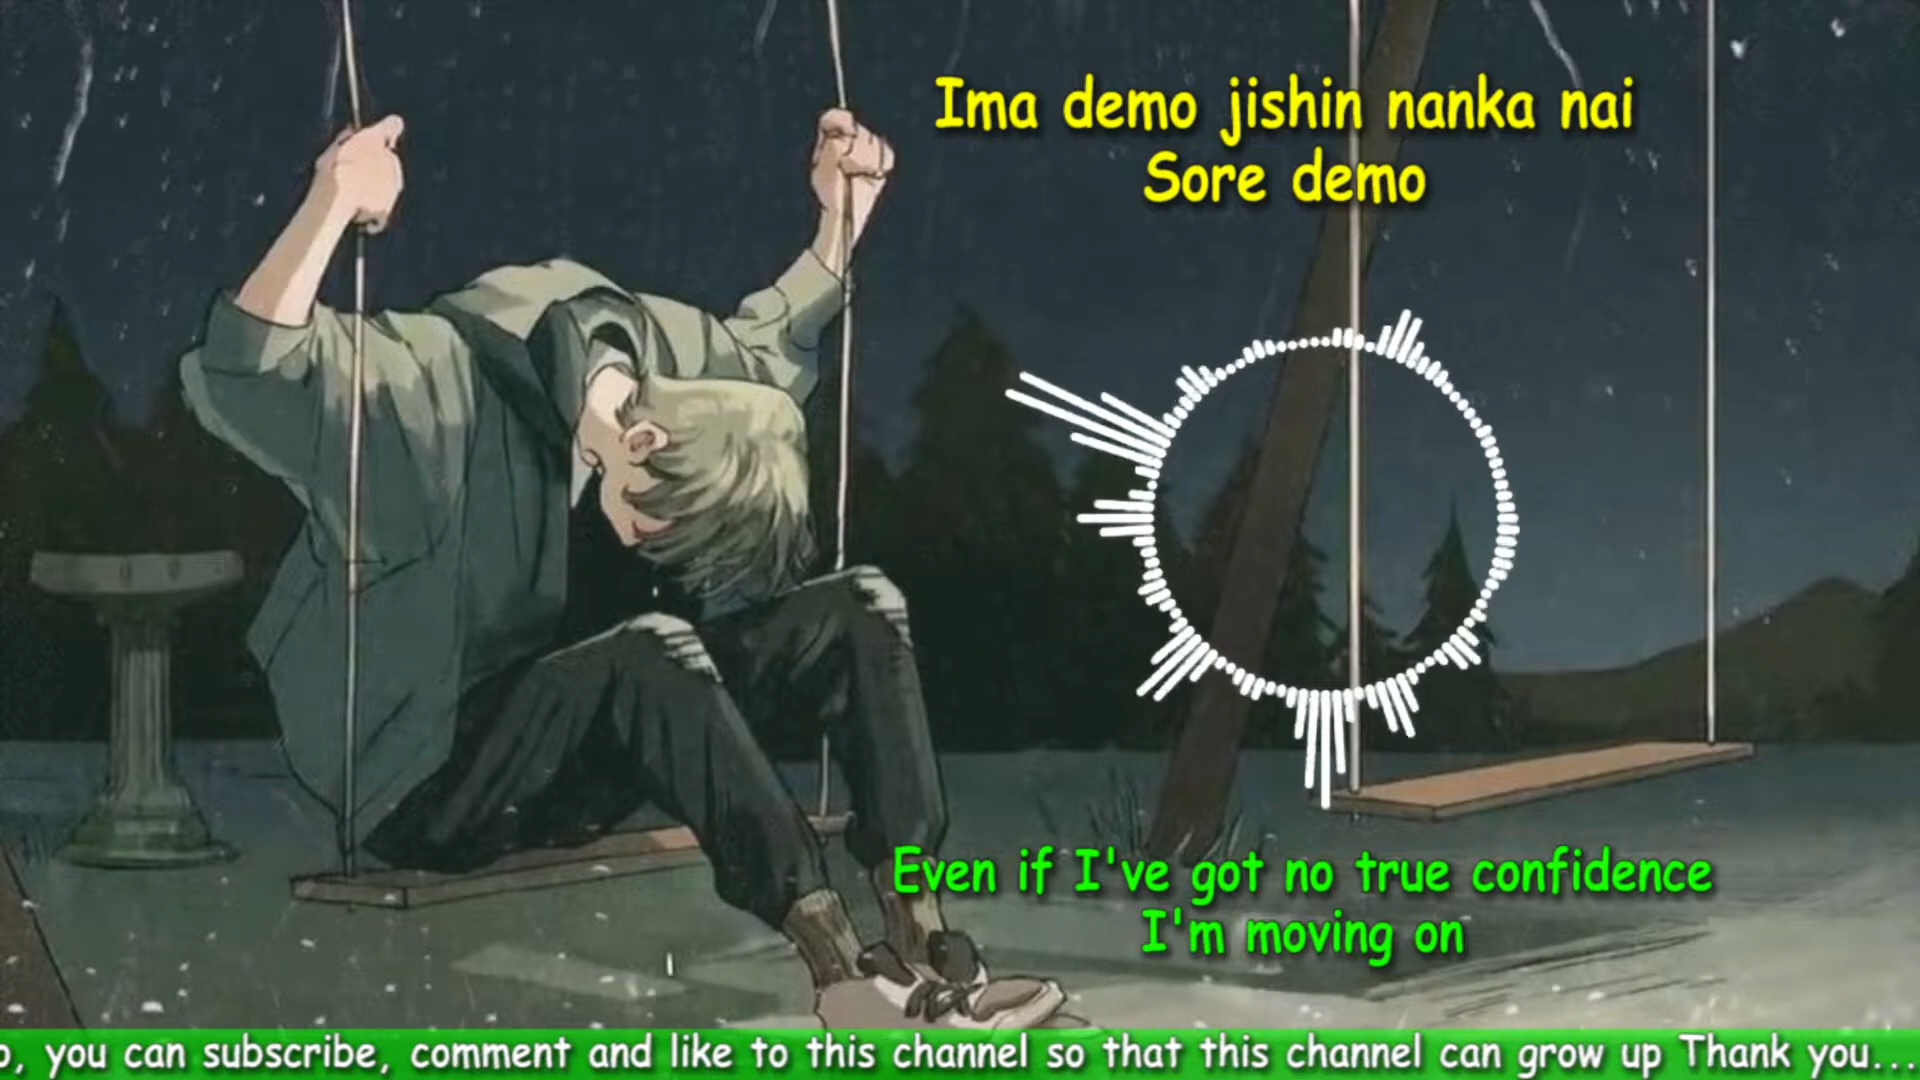 Ima demo jishin nanka nai
Sore demo
Even if I've got no true confidence
I'm moving on
you can subscribe, comment and like to this channel so that this channel can grow up Thank you...